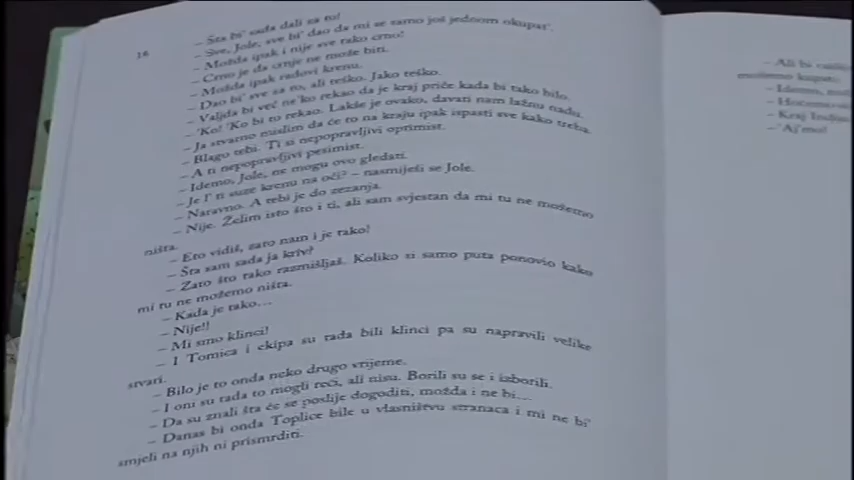 16
– Šta bi' sada dali za to!
– Sve, Jole, sve bi' dao da mi se samo još jednom okupat'.
– Možda ipak i nije sve tako crno!
– Crno je da crnje ne može biti.
– Možda ipak radovi krenu.
– Dao bi' sve za to, ali teško. Jako teško.
– Valjda bi već ne'ko rekao da je kraj priče kada bi tako bilo.
– 'Ko! 'Ko bi to rekao. Lakše je ovako, davati nam lažnu nadu.
– Ja stvarno mislim da će to na kraju ipak ispasti sve kako treba.
– Blago tebi. Ti si nepopravljivi optimist.
– A ti nepopravljivi pesimist.
– Idemo, Jole, ne mogu ovo gledati.
– Je l' ti suze krenu na oči? – nasmiješi se Jole.
– Naravno. A tebi je do zezanja.
– Nije. Želim isto što i ti, ali sam svjestan da mi tu ne možemo
ništa.
– Eto vidiš, zato nam i je tako!
– Šta sam sada ja kriv?
– Zato što tako razmišljaš. Koliko si samo puta ponovio kako
mi tu ne možemo ništa.
– Kada je tako...
– Nije!!
– Mi smo klinci!
– I Tomica i ekipa su tada bili klinci pa su napravili velike
stvari.
– Bilo je to onda neko drugo vrijeme.
– I oni su tada to mogli reći, ali nisu. Borili su se i izborili.
– Da su znali šta će se poslije dogoditi, možda i ne bi...
– Danas bi onda Toplice bile u vlasništvu stranaca i mi ne bi'
smjeli na njih ni prismrditi.
– Ali bi
možemo kupat'.
– Idemo,
– Hoćemo
– Kraj
– 'Aj'mo!